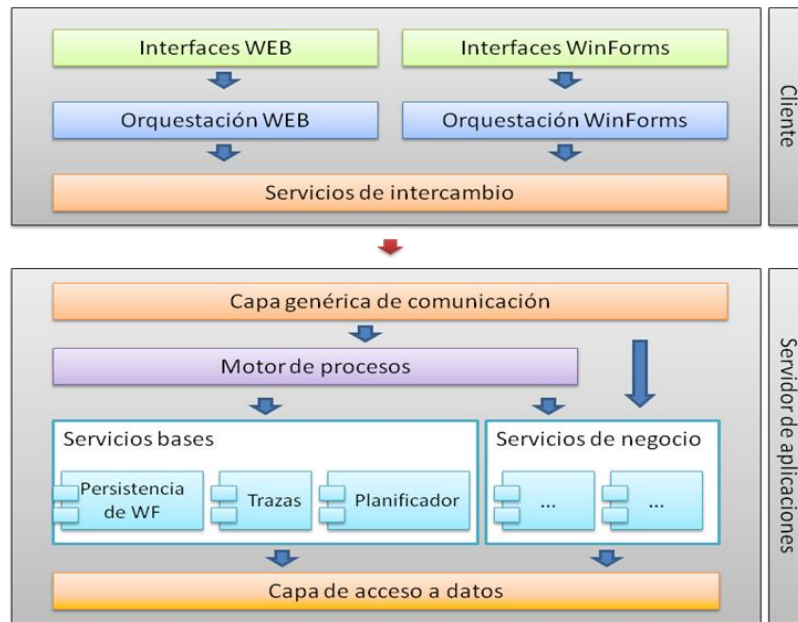 Interfaces WEB
Interfaces WinForms
Orquestación WEB
Orquestación WinForms
Servicios de intercambio
Cliente
Capa genérica de comunicación
Motor de procesos
Servicios bases
Persistencia
de WF
Trazas
Planificador
Servicios de negocio
...
...
Capa de acceso a datos
Servidor de aplicaciones